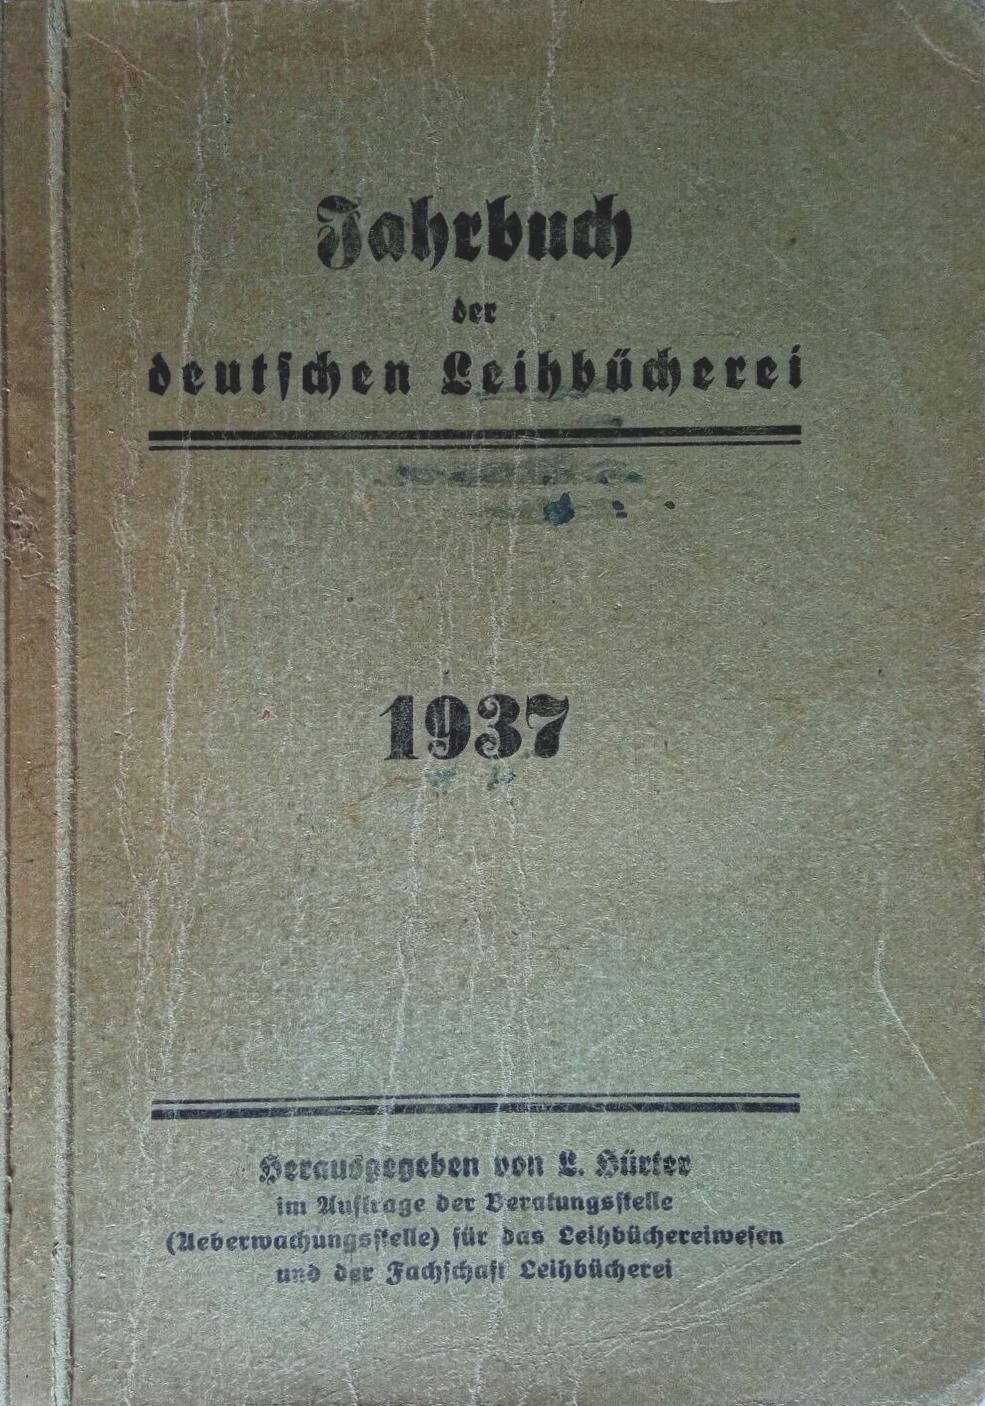 Jahrbuch
der
deutschen Leihbücherei
1937
Herausgegeben von L. Hürter
im Auftrage der Beratungsstelle
(Ueberwachungsstelle) für das Leihbüchereiwesen
und der Fachschaft Leihbücherei